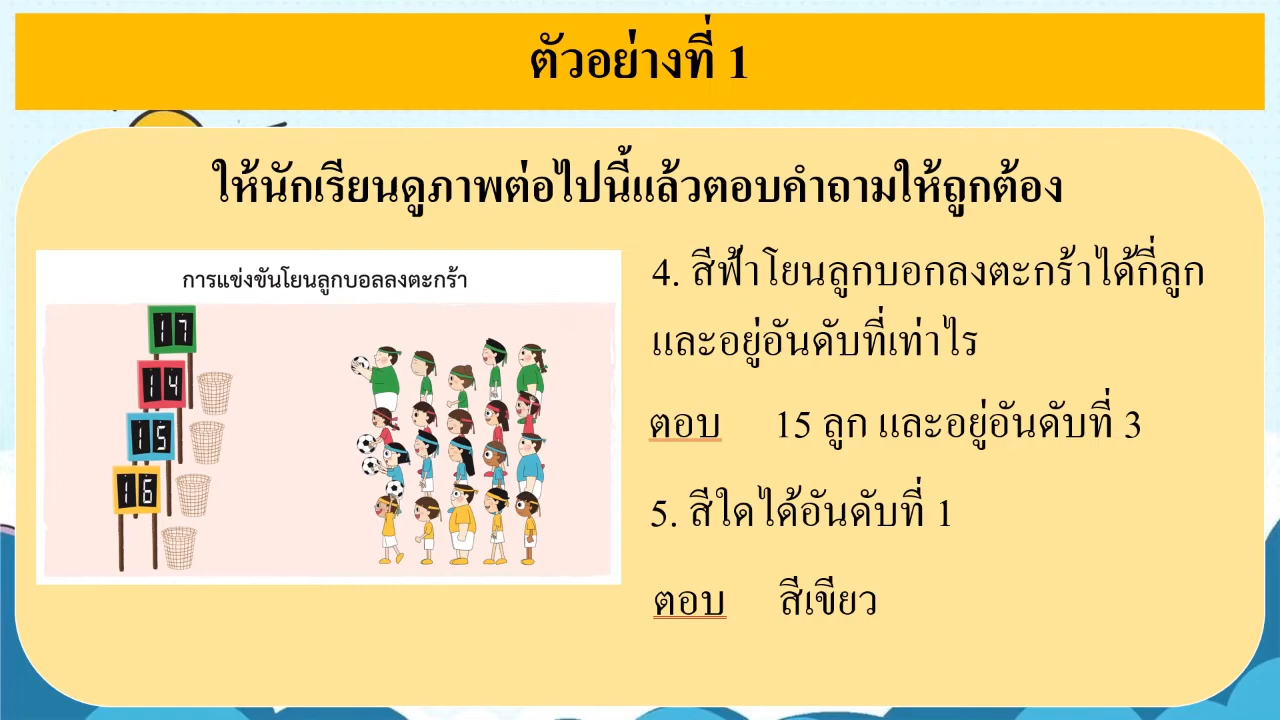 ตัวอย่างที่ 1
ให้นักเรียนดูภาพต่อไปนี้แล้วตอบคำถามให้ถูกต้อง
การแข่งขันโยนลูกบอลลงตะกร้า
17
14
15
16
4. สีฟ้าโยนลูกบอกลงตะกร้าได้กี่ลูก
และอยู่อันดับที่เท่าไร
ตอบ 15 ลูก และอยู่อันดับที่ 3
5. สีใดได้อันดับที่ 1
ตอบ สีเขียว